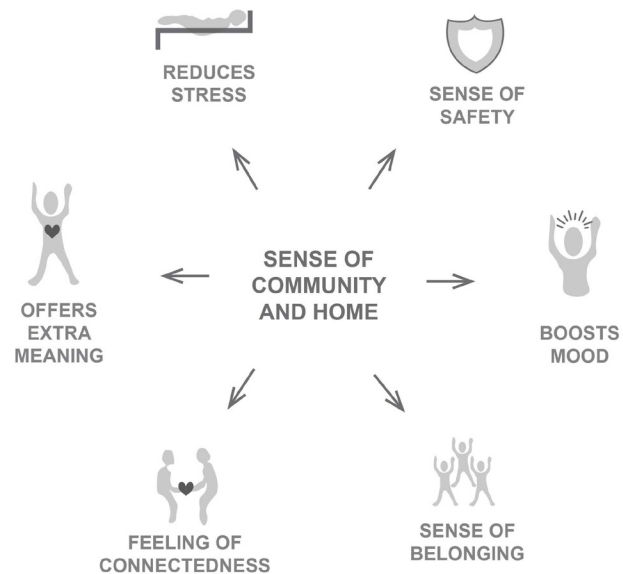 REDUCES
STRESS
SENSE OF
SAFETY
SENSE OF
COMMUNITY
AND HOME
OFFERS
EXTRA
MEANING
BOOSTS
MOOD
FEELING OF
CONNECTEDNESS
SENSE OF
BELONGING